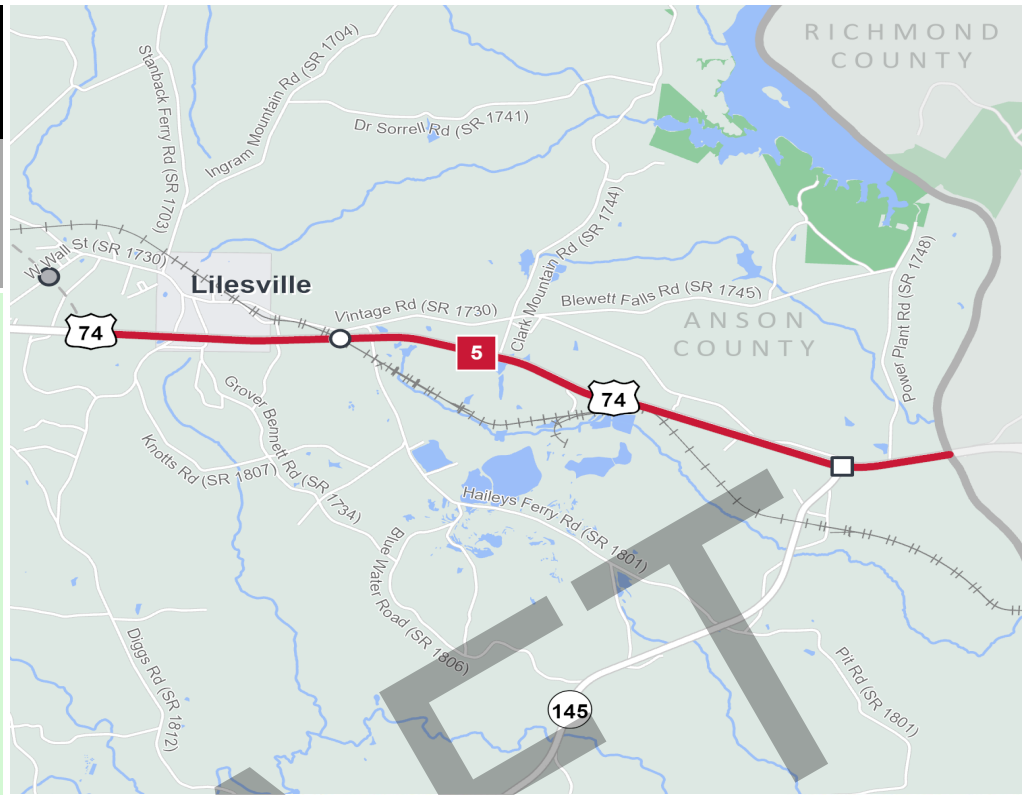 RICHMOND
COUNTY
Stanback Ferry Rd (SR 1703)
Ingram Mountain Rd (SR 1704)
Dr Sorrell Rd (SR 1741)
Clark Mountain Rd (SR 1744)
W Wall St (SR 1730)
Lilesville
Power Plant Rd (SR 1748)
Vintage Rd (SR 1730)
Blewett Falls Rd (SR 1745)
ANSON
COUNTY
74
5
74
Grover Bennett Rd (SR 1734)
Knotts Rd (SR 1807)
Haileys Ferry Rd (SR 1801)
Blue Water Road (SR 1806)
Diggs Rd (SR 1812)
Pit Rd (SR 1801)
145